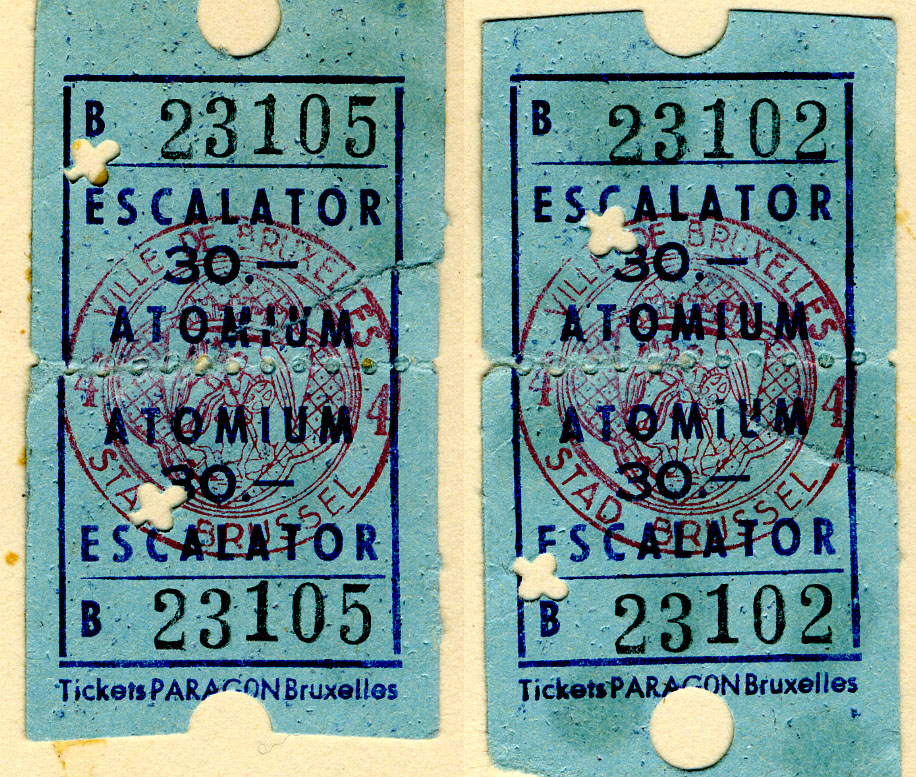 B 23105
ESCALATOR
30.—
ATOMIUM
ATOMIUM
30.—
ESCALATOR
B 23105
Tickets PARAGON Bruxelles
VILLE DE BRUXELLES
4 4
STAD BRUSSEL
B 23102
ESCALATOR
30.—
ATOMIUM
ATOMiUM
30.—
ESCALATOR
B 23102
Tickets PARAGON Bruxelles
VILLE DE BRUXELLES
4 4
STAD BRUSSEL